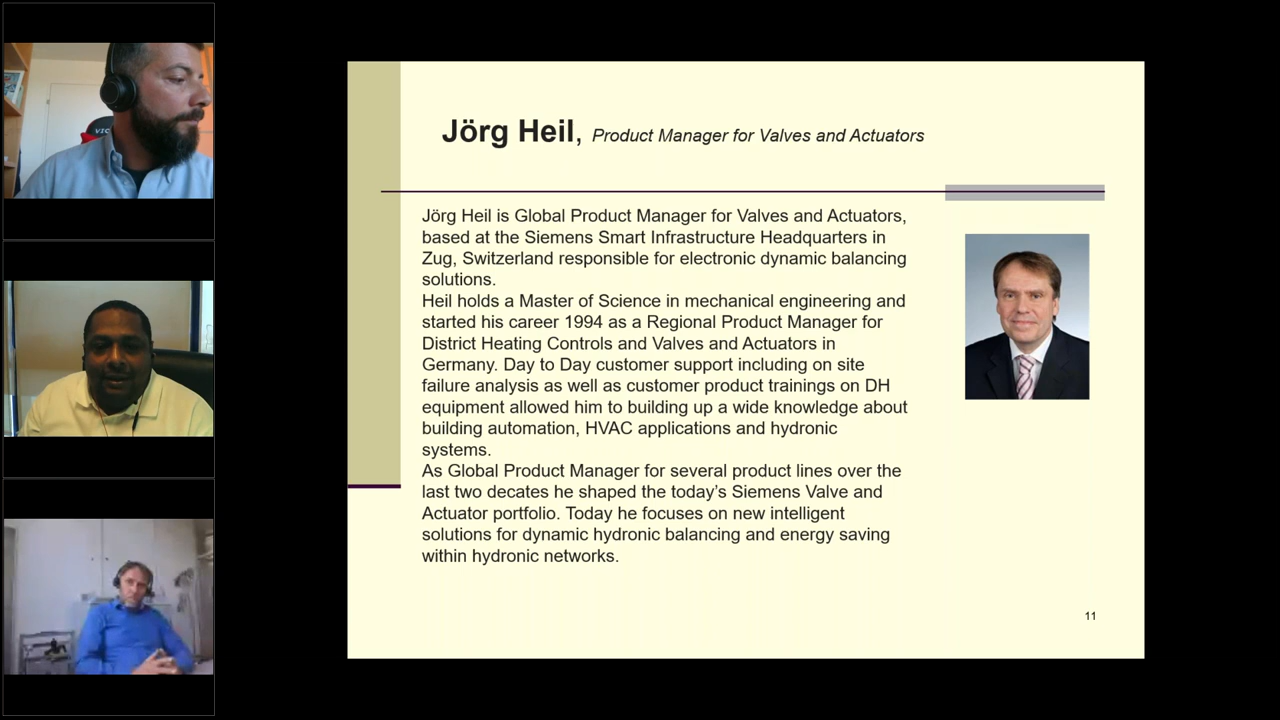 VIC
Jörg Heil, Product Manager for Valves and Actuators
Jörg Heil is Global Product Manager for Valves and Actuators,
based at the Siemens Smart Infrastructure Headquarters in
Zug, Switzerland responsible for electronic dynamic balancing
solutions.
Heil holds a Master of Science in mechanical engineering and
started his career 1994 as a Regional Product Manager for
District Heating Controls and Valves and Actuators in
Germany. Day to Day customer support including on site
failure analysis as well as customer product trainings on DH
equipment allowed him to building up a wide knowledge about
building automation, HVAC applications and hydronic
systems.
As Global Product Manager for several product lines over the
last two decates he shaped the today’s Siemens Valve and
Actuator portfolio. Today he focuses on new intelligent
solutions for dynamic hydronic balancing and energy saving
within hydronic networks.
11